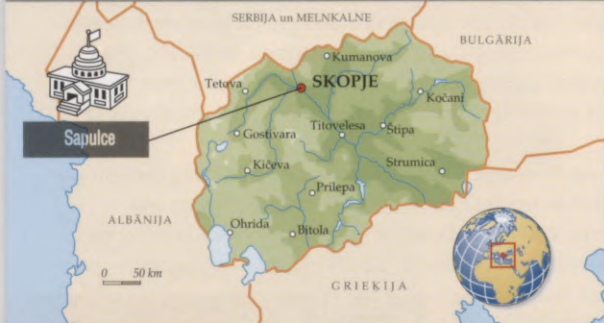 SERBIJA un MELNKALNE
BULGĀRIJA
Kumanova
Tetova
SKOPJE
Kočani
Sapulce
Titovelesa
Štipa
Gostivara
Kičeva
Strumica
Prilepa
ALBĀNIJA
Ohrida
Bitola
0 50 km
GRIEĶIJA